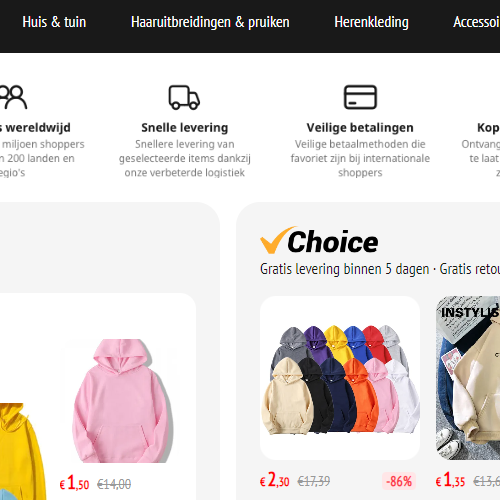 Huis & tuin Haaruitbreidingen & pruiken Herenkleding Accessoi
s wereldwijd
miljoen shoppers
n 200 landen en
egio's
Snelle levering
Snellere levering van
geselecteerde items dankzij
onze verbeterde logistiek
Veilige betalingen
Veilige betaalmethoden die
favoriet zijn bij internationale
shoppers
Kop
Ontvang
te laat
z
Choice
Gratis levering binnen 5 dagen · Gratis retou
INSTYLIS
€ 1,50 €14,00
€ 2,30 €17,39 -86%
€ 1,35 €13,6